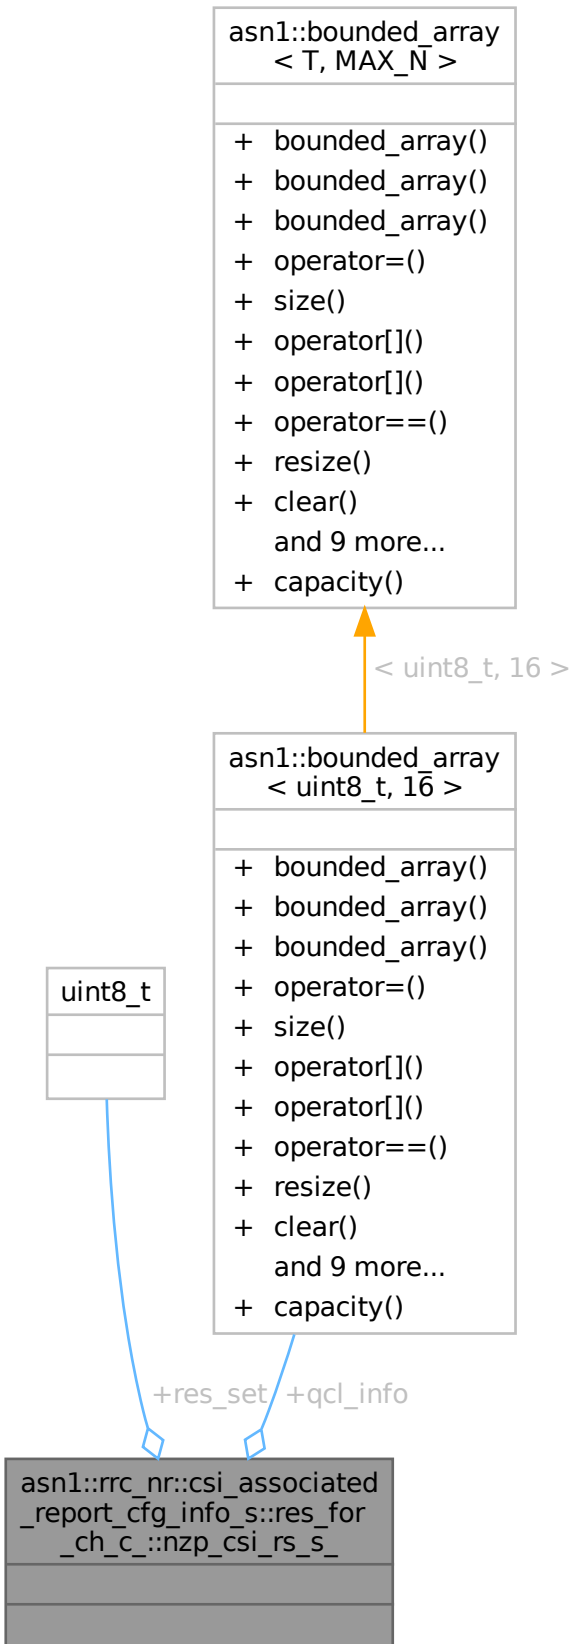 asn1::bounded_array
< T, MAX_N >
+ bounded_array()
+ bounded_array()
+ bounded_array()
+ operator=()
+ size()
+ operator[]()
+ operator[]()
+ operator==()
+ resize()
+ clear()
and 9 more...
+ capacity()
< uint8_t, 16 >
asn1::bounded_array
< uint8_t, 16 >
+ bounded_array()
+ bounded_array()
+ bounded_array()
+ operator=()
+ size()
+ operator[]()
+ operator[]()
+ operator==()
+ resize()
+ clear()
and 9 more...
+ capacity()
uint8_t
+res_set
+qcl_info
asn1::rrc_nr::csi_associated
_report_cfg_info_s::res_for
_ch_c_::nzp_csi_rs_s_